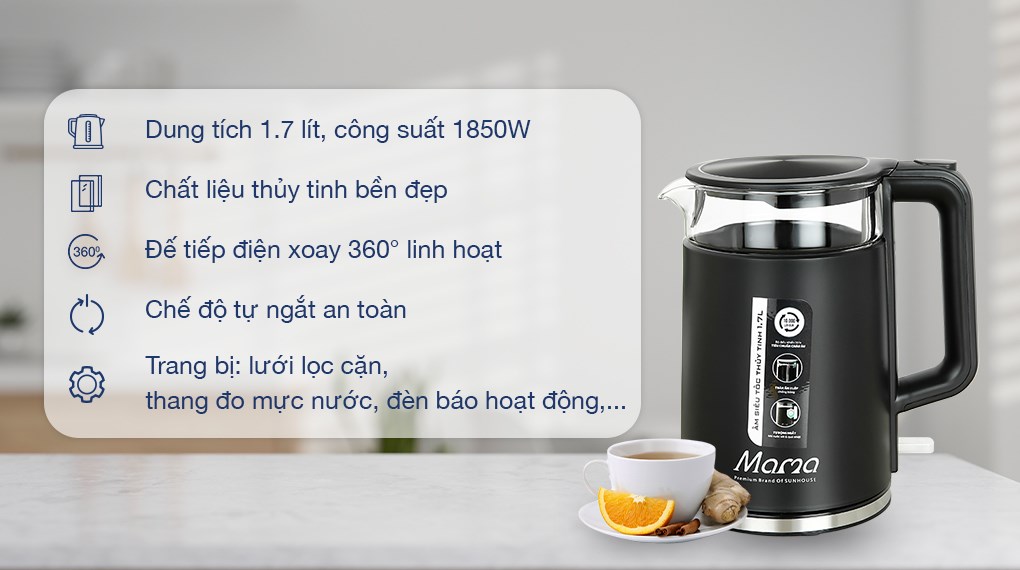 Dung tích 1.7 lít, công suất 1850W
Chất liệu thủy tinh bền đẹp
360°
Đế tiếp điện xoay 360° linh hoạt
Chế độ tự ngắt an toàn
Trang bị: lưới lọc cặn,
thang đo mực nước, đèn báo hoạt động,...
ẤM SIÊU TỐC THỦY TINH 1.7L
10.000
Mama
Premium Brand Of SUNHOUSE